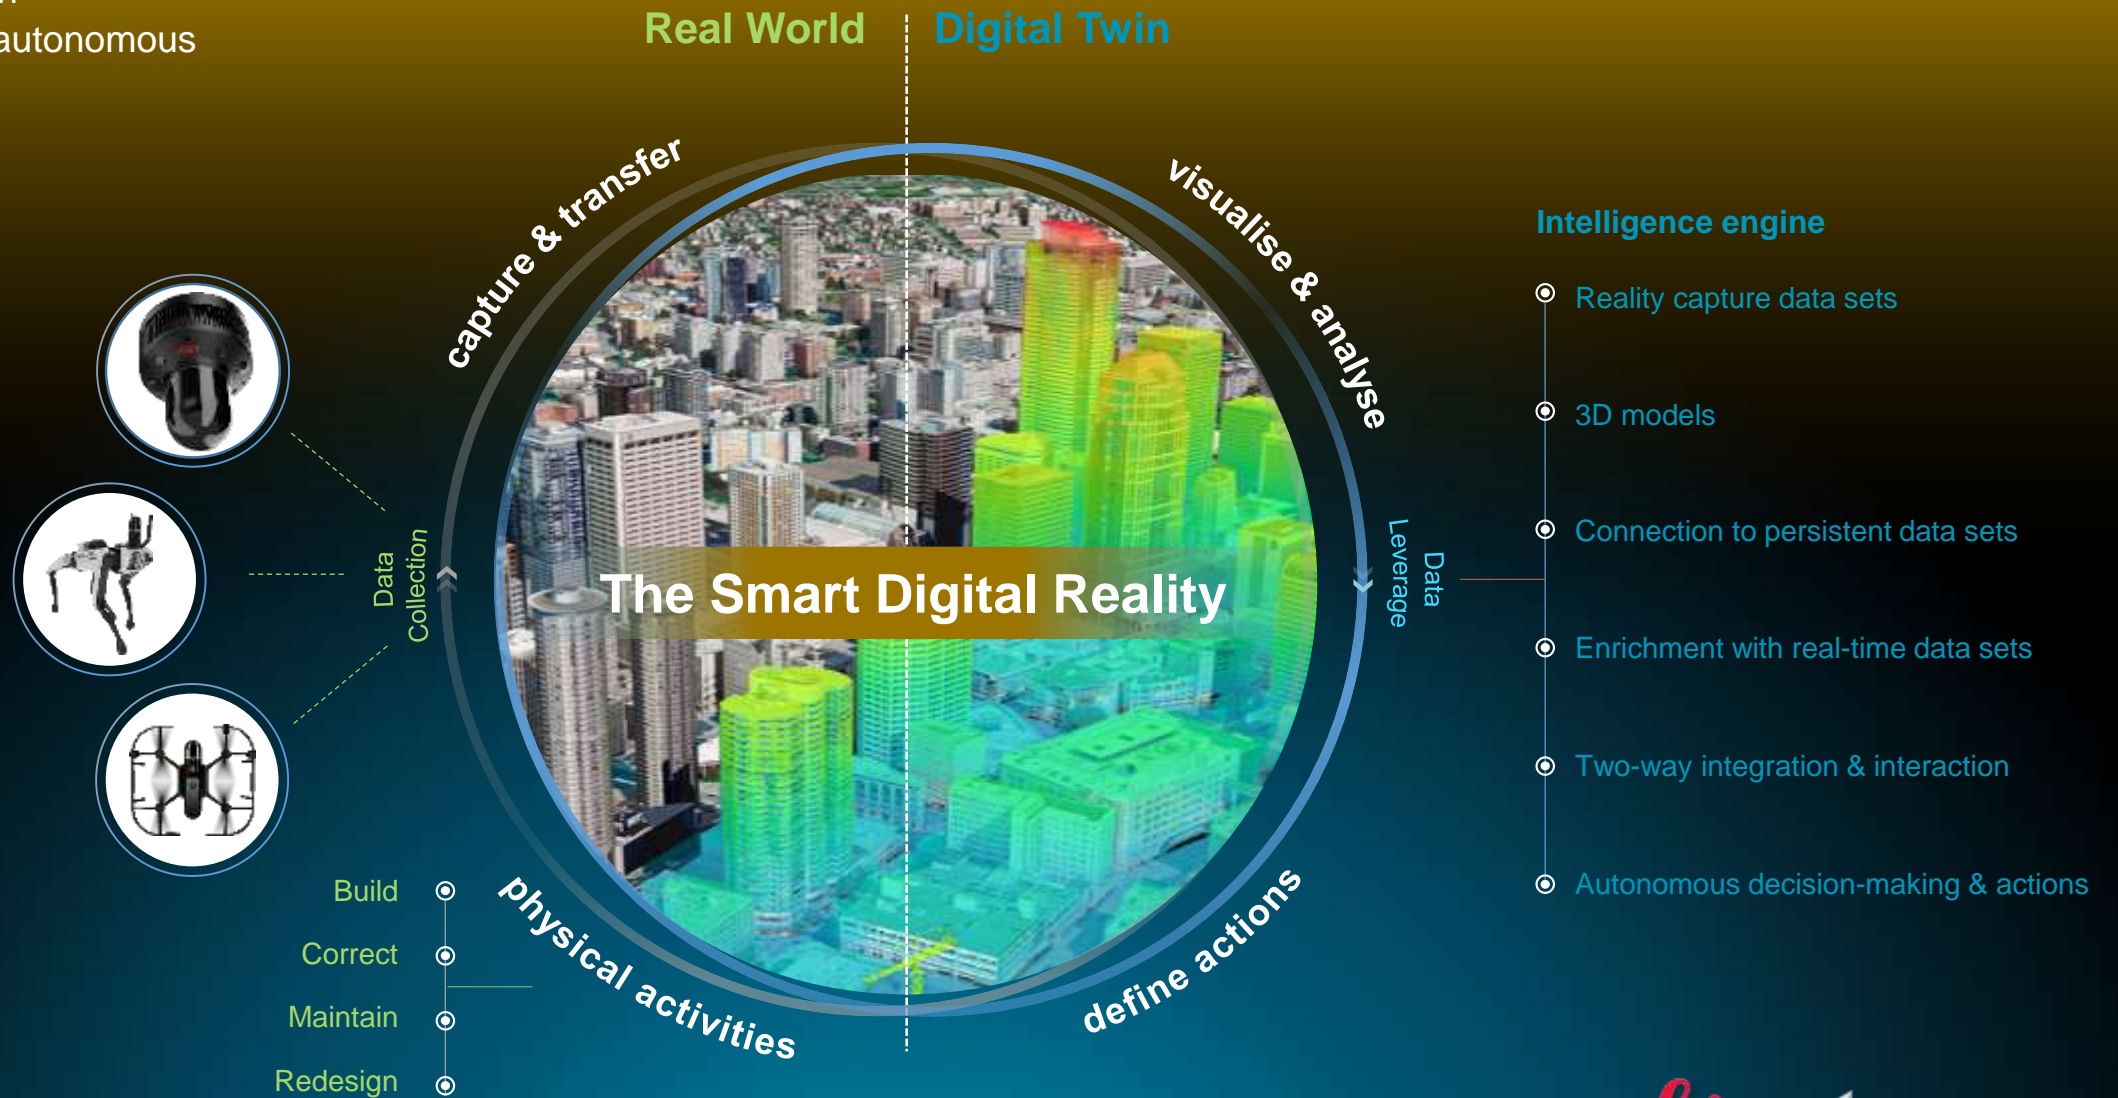 autonomous
Real World
Digital Twin
capture & transfer
visualise & analyse
Intelligence engine
Reality capture data sets
3D models
Connection to persistent data sets
Enrichment with real-time data sets
Two-way integration & interaction
Autonomous decision-making & actions
Data
Collection
The Smart Digital Reality
Data
Leverage
Build
Correct
Maintain
Redesign
physical activities
define actions